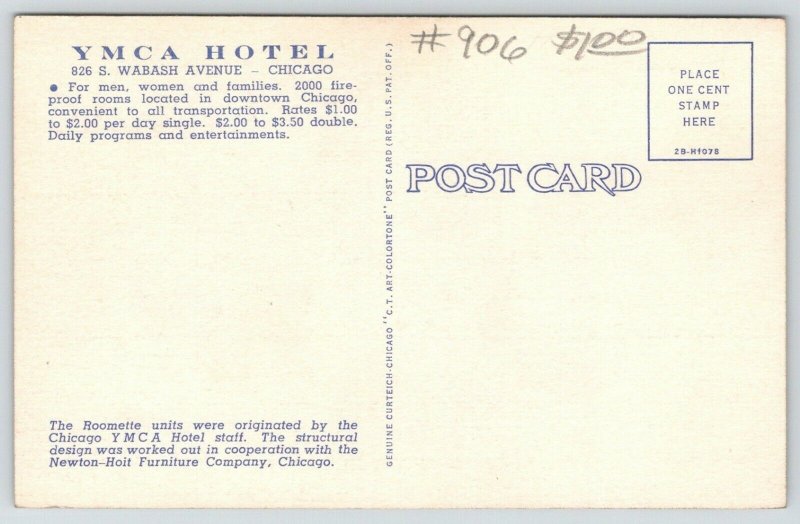 YMCA HOTEL
826 S. WABASH AVENUE – CHICAGO
● For men, women and families. 2000 fire-
proof rooms located in downtown Chicago,
convenient to all transportation. Rates $1.00
to $2.00 per day single. $2.00 to $3.50 double.
Daily programs and entertainments.
The Roomette units were originated by the
Chicago YMCA Hotel staff. The structural
design was worked out in cooperation with the
Newton–Hoit Furniture Company, Chicago.
GENUINE CURTEICH-CHICAGO "C.T. ART-COLORTONE" POST CARD (REG. U.S. PAT. OFF.)
#906 $1.00
POST CARD
PLACE
ONE CENT
STAMP
HERE
2B-H1078